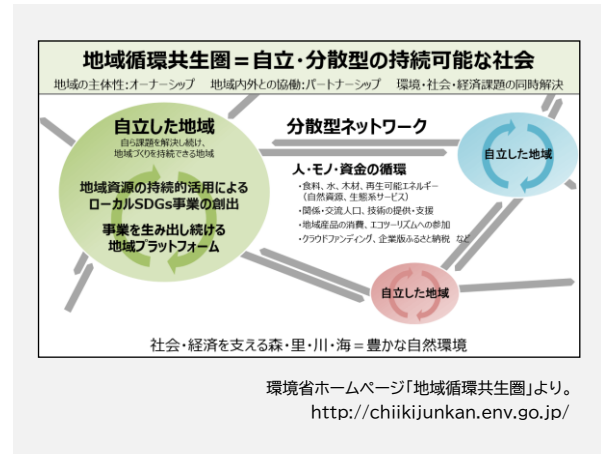 地域循環共生圏＝自立・分散型の持続可能な社会
地域の主体性:オーナーシップ　地域内外との協働:パートナーシップ　環境・社会・経済課題の同時解決
自立した地域
自ら課題を解決し続け、
地域づくりを持続できる地域
地域資源の持続的活用による
ローカルSDGs事業の創出
事業を生み出し続ける
地域プラットフォーム
分散型ネットワーク
人・モノ・資金の循環
・食料、水、木材、再生可能エネルギー
（自然資源、生態系サービス）
・関係・交流人口、技術の提供・支援
・地域産品の消費、エコツーリズムへの参加
・クラウドファンディング、企業版ふるさと納税　など
自立した地域
自立した地域
社会・経済を支える森・里・川・海＝豊かな自然環境
環境省ホームページ「地域循環共生圏」より。
http://chiikijunkan.env.go.jp/